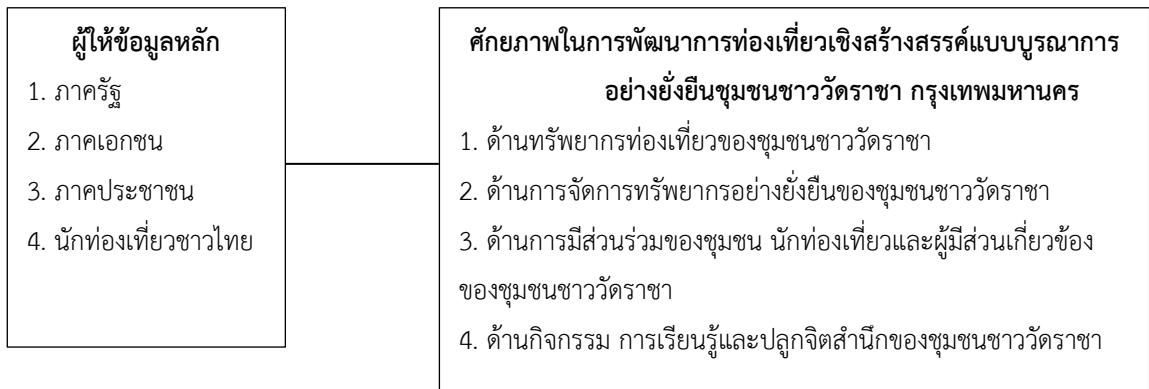 ผู้ให้ข้อมูลหลัก
1. ภาครัฐ
2. ภาคเอกชน
3. ภาคประชาชน
4. นักท่องเที่ยวชาวไทย
ศักยภาพในการพัฒนาการท่องเที่ยวเชิงสร้างสรรค์แบบบูรณาการ
อย่างยั่งยืนชุมชนชาววัดราชา กรุงเทพมหานคร
1. ด้านทรัพยากรท่องเที่ยวของชุมชนชาววัดราชา
2. ด้านการจัดการทรัพยากรอย่างยั่งยืนของชุมชนชาววัดราชา
3. ด้านการมีส่วนร่วมของชุมชน นักท่องเที่ยวและผู้มีส่วนเกี่ยวข้อง
ของชุมชนชาววัดราชา
4. ด้านกิจกรรม การเรียนรู้และปลูกจิตสำนึกของชุมชนชาววัดราชา